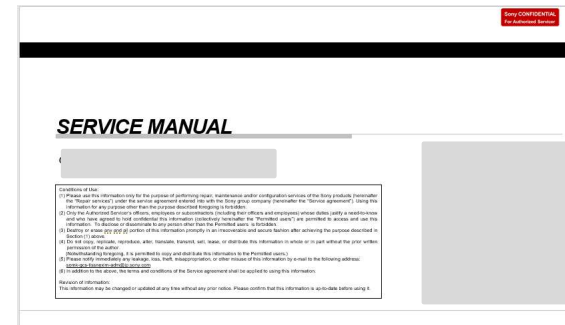 Sony CONFIDENTIAL
For Authorized Servicer
SERVICE MANUAL
Conditions of Use:
(1) Please use this information only for the purpose of performing repair, maintenance and/or configuration services of the Sony products (hereinafter
the "Repair services") under the service agreement entered into with the Sony group company (hereinafter the "Service agreement"). Using this
information for any purpose other than the purpose described foregoing is forbidden.
(2) Only the Authorized Servicer's officers, employees or subcontractors (including their officers and employees) whose duties justify a need-to-know
and who have agreed to hold confidential this information (collectively hereinafter the "Permitted users") are permitted to access and use this
information. To disclose or disseminate to any person other than the Permitted users is forbidden.
(3) Destroy or erase any and all portion of this information promptly in an irrecoverable and secure fashion after achieving the purpose described in
Section (1) above.
(4) Do not copy, replicate, reproduce, alter, translate, transmit, sell, lease, or distribute this information in whole or in part without the prior written
permission of the author.
(Notwithstanding foregoing, it is permitted to copy and distribute this information to the Permitted users.)
(5) Please notify immediately any leakage, loss, theft, misappropriation, or other misuse of this information by e-mail to the following address:
(6) In addition to the above, the terms and conditions of the Service agreement shall be applied to using this information.
Revision of Information:
This information may be changed or updated at any time without any prior notice. Please confirm that this information is up-to-date before using it.